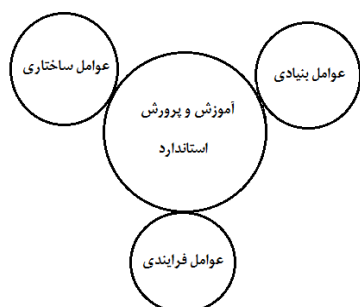 عوامل بنیادی
عوامل ساختاری
آموزش و پرورش
استاندارد
عوامل فرایندی